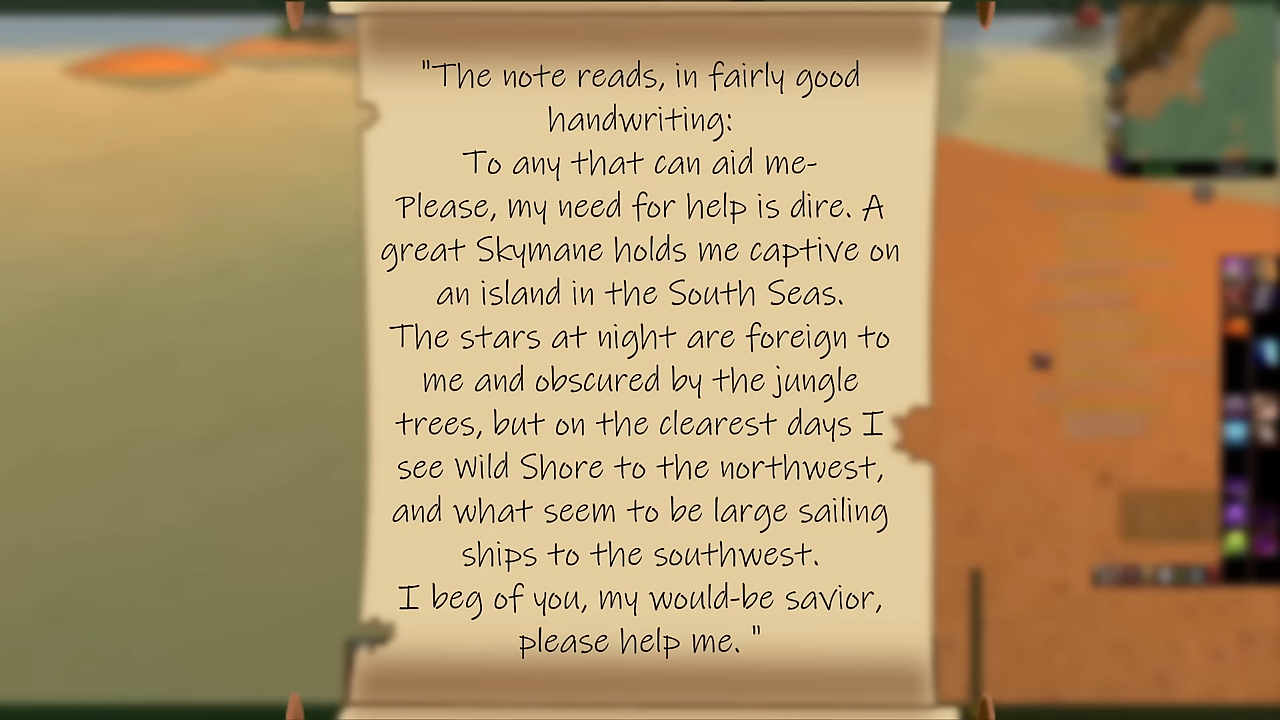 "The note reads, in fairly good
handwriting:
To any that can aid me-
Please, my need for help is dire. A
great Skymane holds me captive on
an island in the South Seas.
The stars at night are foreign to
me and obscured by the jungle
trees, but on the clearest days I
see Wild Shore to the northwest,
and what seem to be large sailing
ships to the southwest.
I beg of you, my would-be savior,
please help me. "